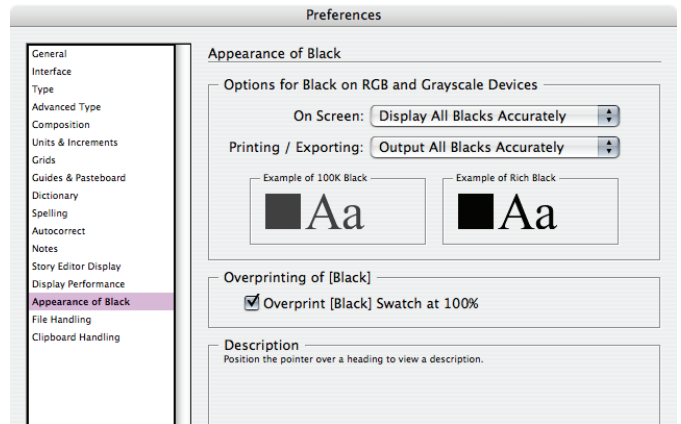 Preferences
General
Interface
Type
Advanced Type
Composition
Units & Increments
Grids
Guides & Pasteboard
Dictionary
Spelling
Autocorrect
Notes
Story Editor Display
Display Performance
Appearance of Black
File Handling
Clipboard Handling
Appearance of Black
Options for Black on RGB and Grayscale Devices
On Screen: Display All Blacks Accurately
Printing / Exporting: Output All Blacks Accurately
Example of 100K Black
Aa
Example of Rich Black
Aa
Overprinting of [Black]
Overprint [Black] Swatch at 100%
Description
Position the pointer over a heading to view a description.